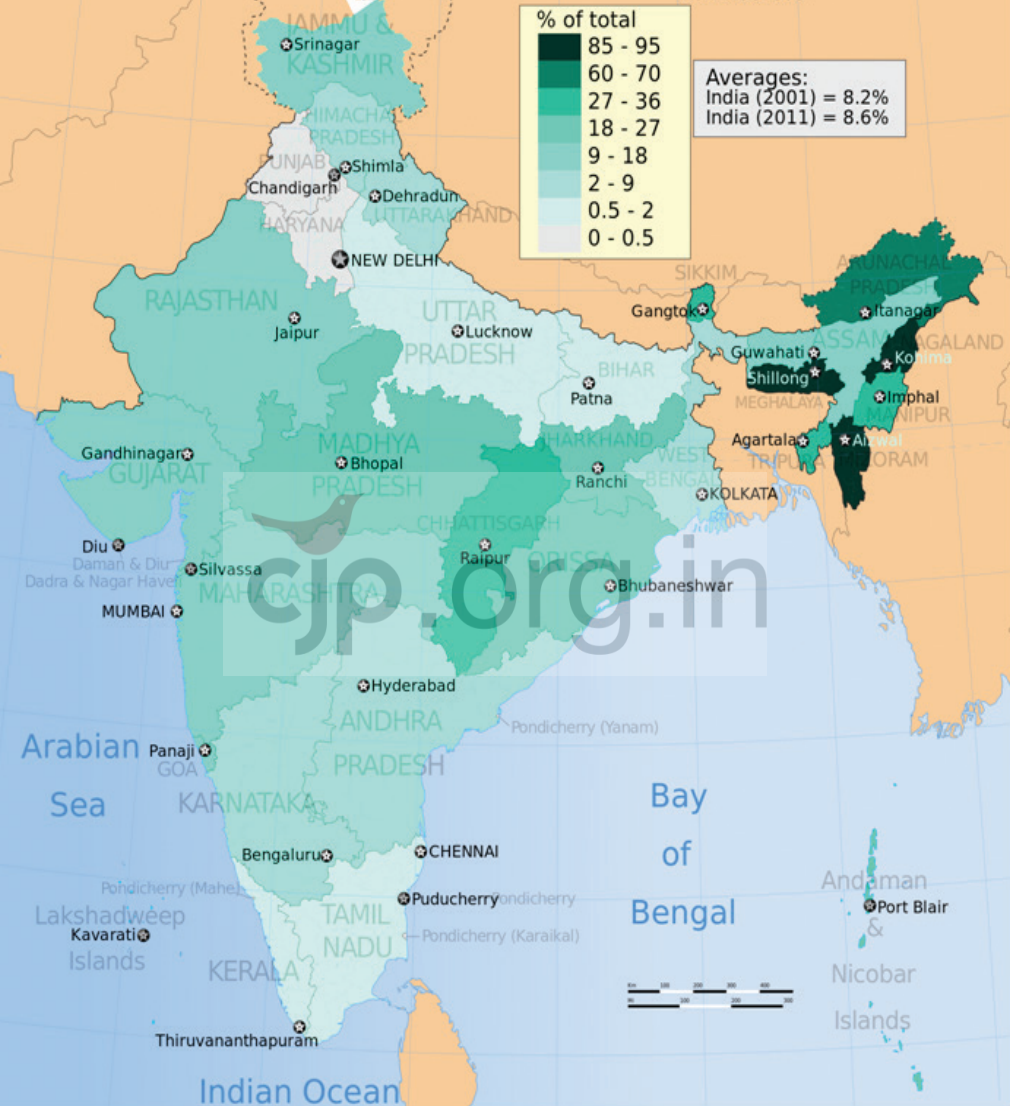 % of total
85 - 95
60 - 70
27 - 36
18 - 27
9 - 18
2 - 9
0.5 - 2
0 - 0.5
Averages:
India (2001) = 8.2%
India (2011) = 8.6%
JAMMU &
Srinagar
KASHMIR
HIMACHAL
PRADESH
PUNJAB
Shimla
Chandigarh
Dehradun
UTTARAKHAND
HARYANA
NEW DELHI
RAJASTHAN
Jaipur
UTTAR
Lucknow
PRADESH
BIHAR
Patna
SIKKIM
Gangtok
ARUNACHAL
PRADESH
Itanagar
ASSAM
NAGALAND
Guwahati
Kohima
Shillong
MEGHALAYA
Imphal
MANIPUR
Agartala
Aizwal
TRIPURA
MIZORAM
Gandhinagar
GUJARAT
MADHYA
Bhopal
PRADESH
JHARKHAND
Ranchi
WEST
BENGAL
KOLKATA
CHHATTISGARH
Raipur
ORISSA
Bhubaneshwar
Diu
Daman & Diu
Dadra & Nagar Haveli
Silvassa
MAHARASHTRA
MUMBAI
cjp.org.in
Hyderabad
ANDHRA
PRADESH
Pondicherry (Yanam)
Arabian
Sea
Panaji
GOA
KARNATAKA
Bengaluru
CHENNAI
Pondicherry (Mahe)
Puducherry
Pondicherry
Lakshadweep
Kavarati
Islands
TAMIL
NADU
Pondicherry (Karaikal)
KERALA
Thiruvananthapuram
Indian Ocean
Bay
of
Bengal
Andaman
Port Blair
&
Nicobar
Islands